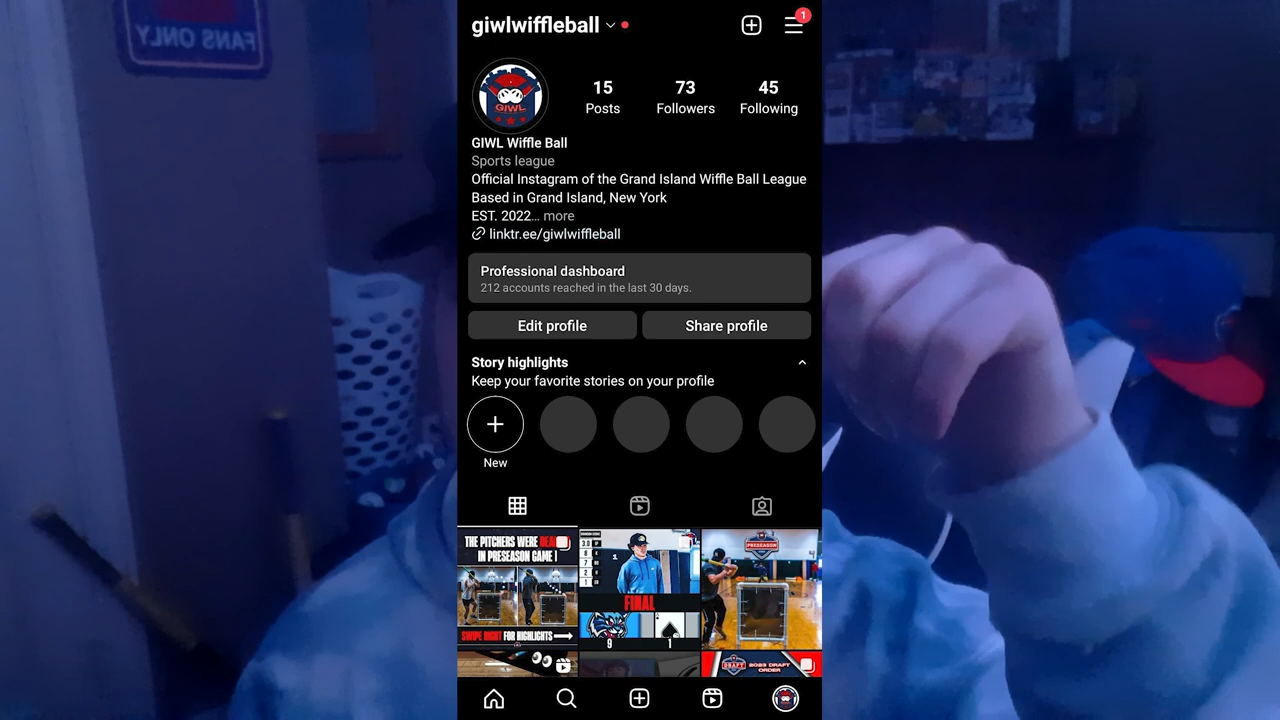 FANS ONLY
giwlwiffleball
1
15
73
45
Posts
Followers
Following
GIWL
GIWL Wiffle Ball
Sports league
Official Instagram of the Grand Island Wiffle Ball League
Based in Grand Island, New York
EST. 2022... more
linktr.ee/giwlwiffleball
Professional dashboard
212 accounts reached in the last 30 days.
Edit profile
Share profile
Story highlights
Keep your favorite stories on your profile
New
THE PITCHERS WERE
IN PRESEASON GAME 1
SWIPE RIGHT FOR HIGHLIGHTS
FINAL
9
1
PRESEASON
DRAFT
2023 DRAFT
ORDER